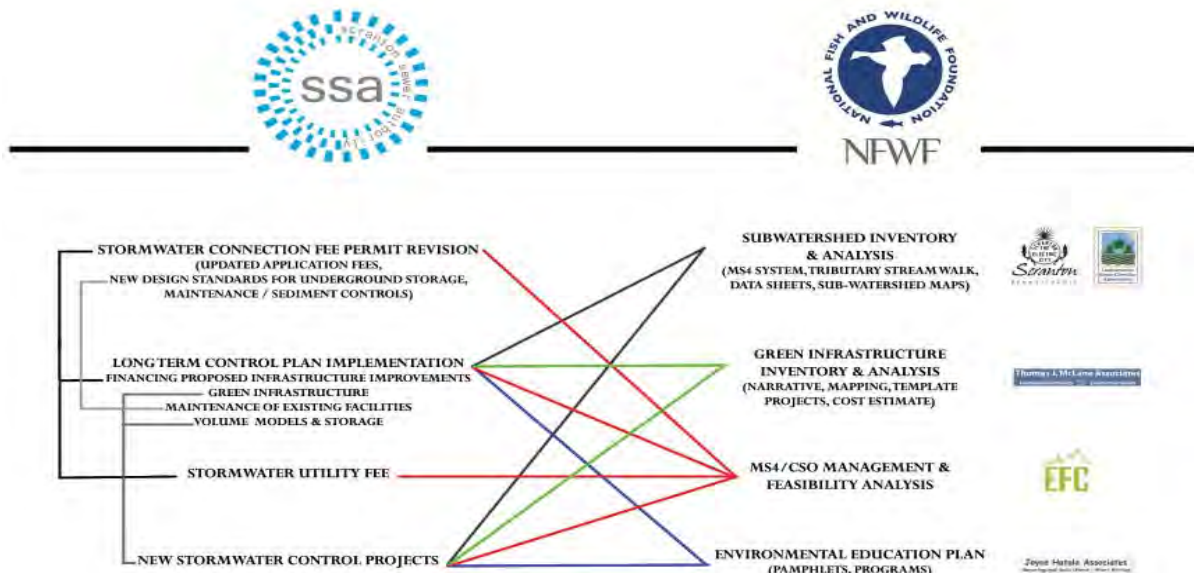 scranton sewer authority
ssa
NATIONAL FISH AND WILDLIFE FOUNDATION
NFWF
STORMWATER CONNECTION FEE PERMIT REVISION
(UPDATED APPLICATION FEES,
NEW DESIGN STANDARDS FOR UNDERGROUND STORAGE,
MAINTENANCE / SEDIMENT CONTROLS)
LONG TERM CONTROL PLAN IMPLEMENTATION
FINANCING PROPOSED INFRASTRUCTURE IMPROVEMENTS
GREEN INFRASTRUCTURE
MAINTENANCE OF EXISTING FACILITIES
VOLUME MODELS & STORAGE
STORMWATER UTILITY FEE
NEW STORMWATER CONTROL PROJECTS
SUBWATERSHED INVENTORY
& ANALYSIS
(MS4 SYSTEM, TRIBUTARY STREAM WALK,
DATA SHEETS, SUB-WATERSHED MAPS)
Scranton
PENNSYLVANIA
GREEN INFRASTRUCTURE
INVENTORY & ANALYSIS
(NARRATIVE, MAPPING, TEMPLATE
PROJECTS, COST ESTIMATE)
Thomas J. McLane Associates
MS4/CSO MANAGEMENT &
FEASIBILITY ANALYSIS
EFC
ENVIRONMENTAL EDUCATION PLAN
(PAMPHLETS, PROGRAMS)
Joyce Hatala Associates